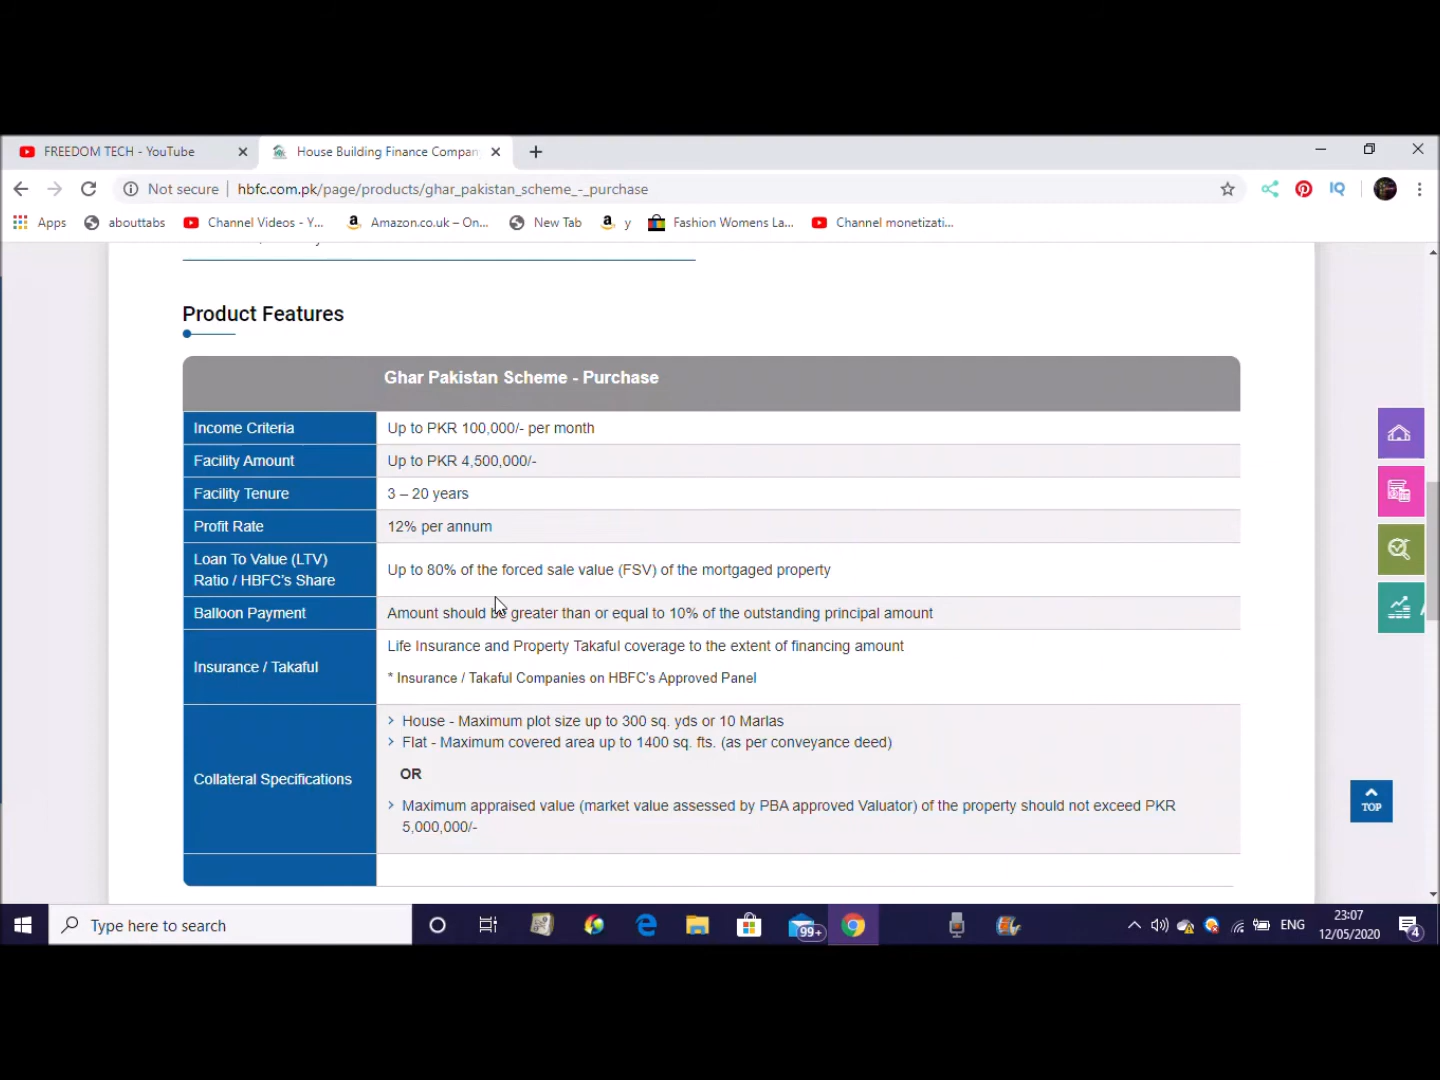 FREEDOM TECH - YouTube
House Building Finance Compan
Not secure
hbfc.com.pk/page/products/ghar_pakistan_scheme_-_purchase
IQ
Apps
abouttabs
Channel Videos - Y...
Amazon.co.uk – On...
New Tab
y
Fashion Womens La...
Channel monetizati...
Product Features
Ghar Pakistan Scheme - Purchase
Income Criteria
Up to PKR 100,000/- per month
Facility Amount
Up to PKR 4,500,000/-
Facility Tenure
3 – 20 years
Profit Rate
12% per annum
Loan To Value (LTV)
Ratio / HBFC's Share
Up to 80% of the forced sale value (FSV) of the mortgaged property
Balloon Payment
Amount should be greater than or equal to 10% of the outstanding principal amount
Insurance / Takaful
Life Insurance and Property Takaful coverage to the extent of financing amount
* Insurance / Takaful Companies on HBFC's Approved Panel
Collateral Specifications
House - Maximum plot size up to 300 sq. yds or 10 Marlas
Flat - Maximum covered area up to 1400 sq. fts. (as per conveyance deed)
OR
Maximum appraised value (market value assessed by PBA approved Valuator) of the property should not exceed PKR
5,000,000/-
TOP
Type here to search
99+
ENG
23:07
12/05/2020
4